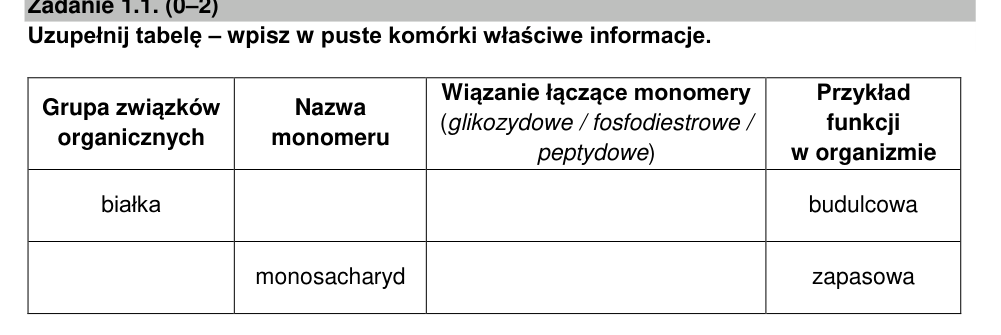 Zadanie 1.1. (0–2)
Uzupełnij tabelę – wpisz w puste komórki właściwe informacje.
Grupa związków
organicznych
Nazwa
monomeru
Wiązanie łączące monomery
(glikozydowe / fosfodiestrowe /
peptydowe)
Przykład
funkcji
w organizmie
białka
budulcowa
monosacharyd
zapasowa